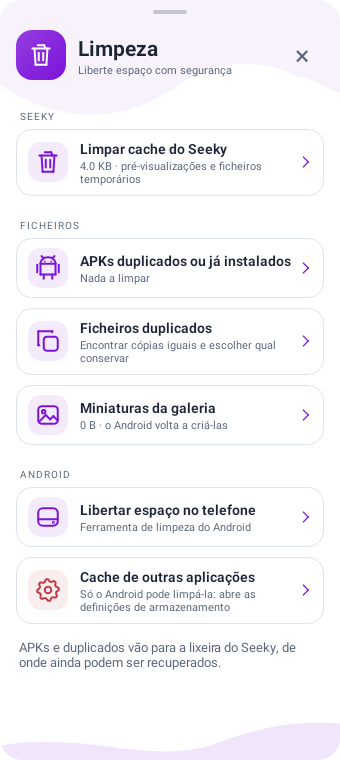 Limpeza
Liberte espaço com segurança
SEEKY
Limpar cache do Seeky
4.0 KB · pré-visualizações e ficheiros
temporários
FICHEIROS
APKs duplicados ou já instalados
Nada a limpar
Ficheiros duplicados
Encontrar cópias iguais e escolher qual
conservar
Miniaturas da galeria
0 B · o Android volta a criá-las
ANDROID
Libertar espaço no telefone
Ferramenta de limpeza do Android
Cache de outras aplicações
Só o Android pode limpá-la: abre as
definições de armazenamento
APKs e duplicados vão para a lixeira do Seeky, de
onde ainda podem ser recuperados.